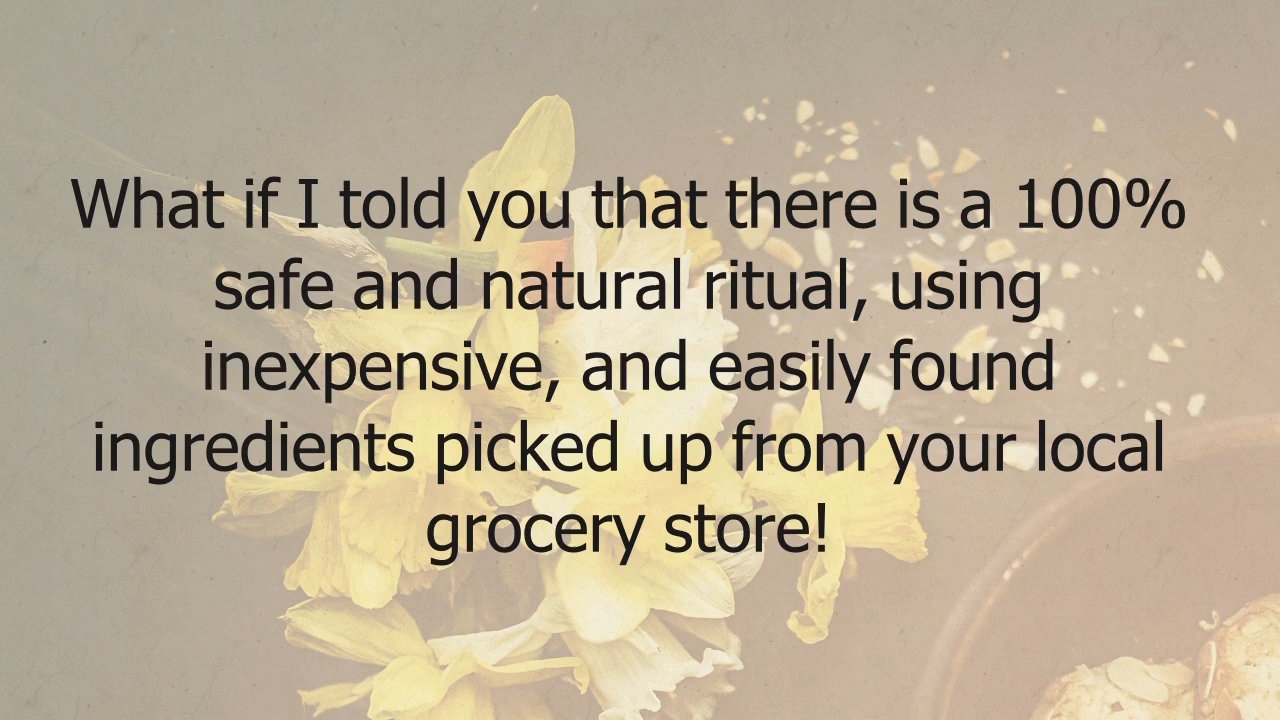 What if I told you that there is a 100%
safe and natural ritual, using
inexpensive, and easily found
ingredients picked up from your local
grocery store!